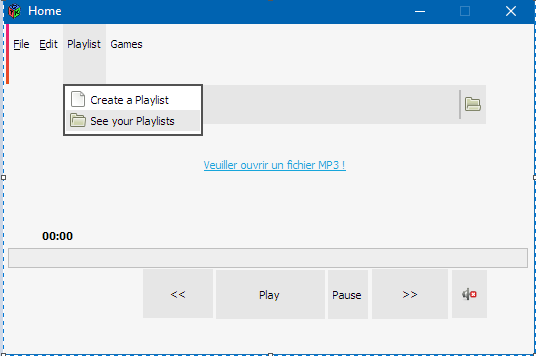 Home
File Edit Playlist Games
Create a Playlist
See your Playlists
Veuiller ouvrir un fichier MP3 !
00:00
<< Play Pause >>